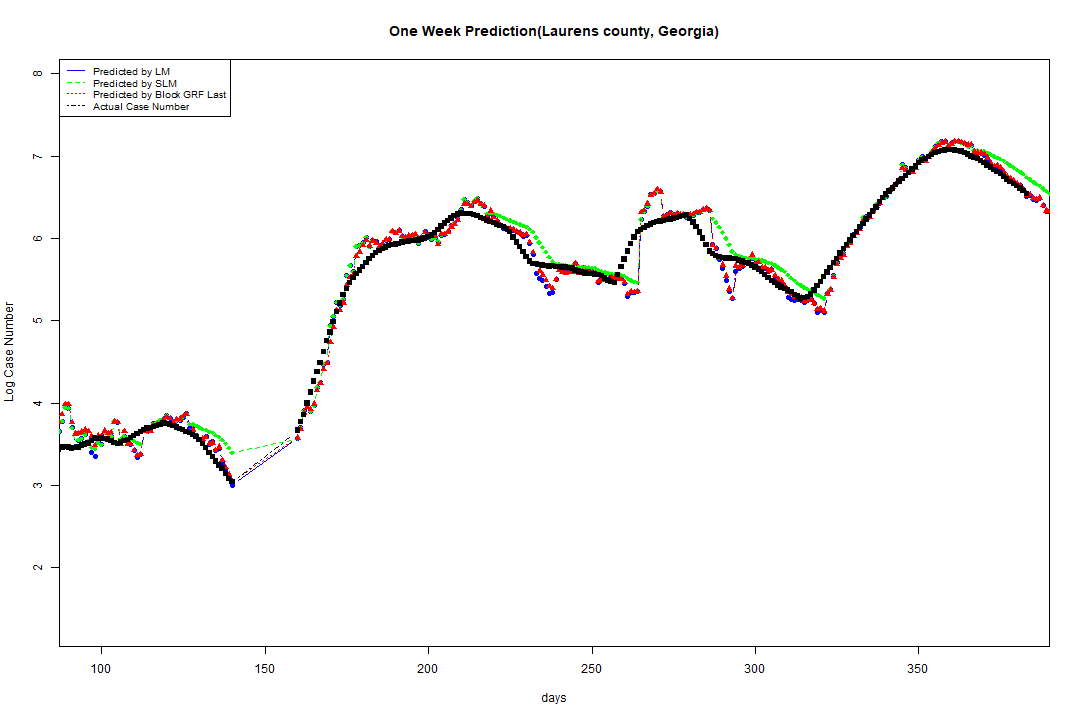 One Week Prediction(Laurens county, Georgia)
Predicted by LM
Predicted by SLM
Predicted by Block GRF Last
Actual Case Number
8
7
6
5
4
3
2
Log Case Number
100 150 200 250 300 350
days